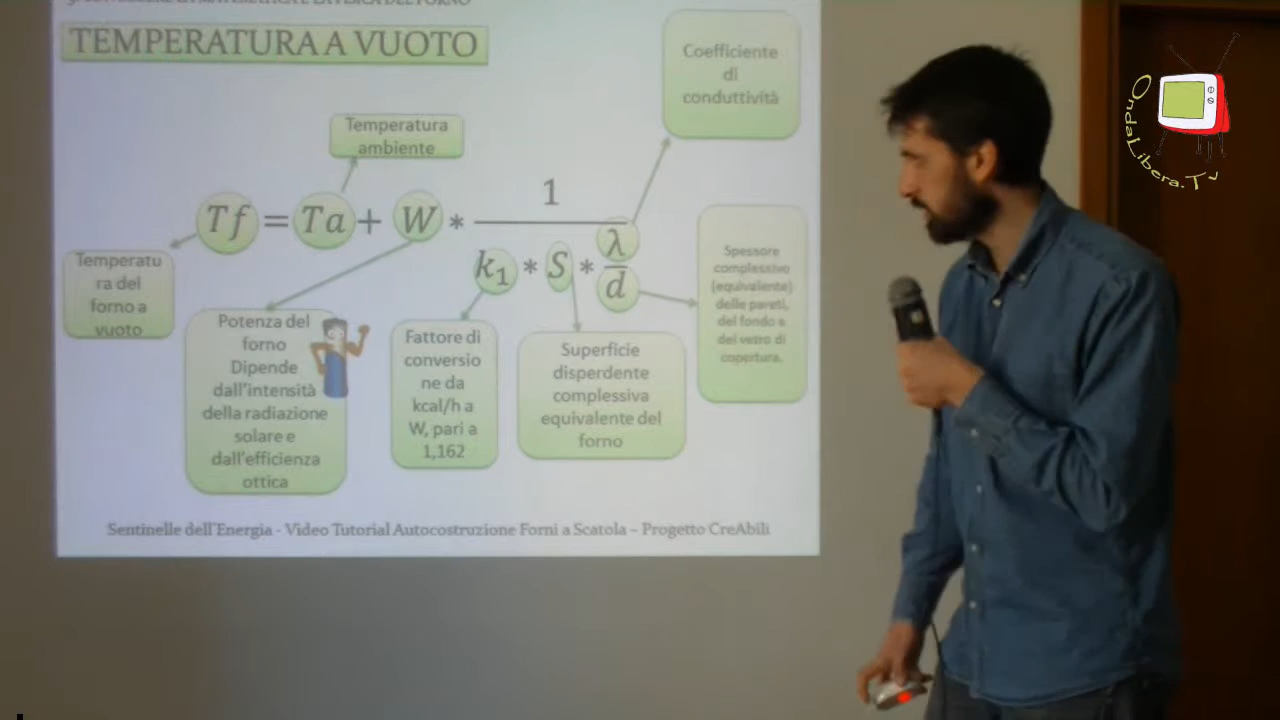 TEMPERATURA A VUOTO
Coefficiente
di
conduttività
Temperatura
ambiente
Tf = Ta + W * 1
k₁ * S * λ
d
Temperatu
ra del
forno a
vuoto
Potenza del
forno
Dipende
dall'intensità
della radiazione
solare e
dall'efficienza
ottica
Fattore di
conversio
ne da
kcal/h a
W, pari a
1,162
Superficie
disperdente
complessiva
equivalente del
forno
Spessore
complessivo
(equivalente)
delle pareti,
del fondo e
del vetro di
copertura.
Sentinelle dell'Energia - Video Tutorial Autocostruzione Forni a Scatola – Progetto CreAbili
OndaLibera.Tv